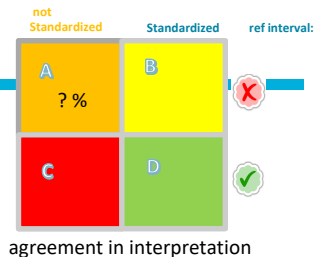 not
Standardized Standardized ref interval:
A B
? %
C D
agreement in interpretation